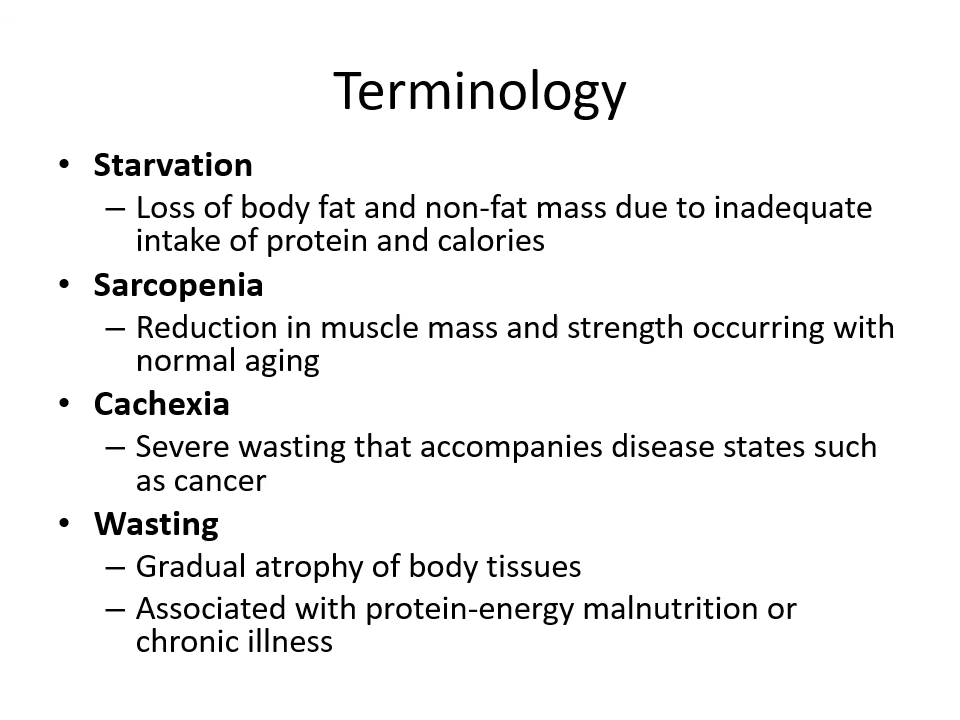 Terminology
• Starvation
– Loss of body fat and non-fat mass due to inadequate
intake of protein and calories
• Sarcopenia
– Reduction in muscle mass and strength occurring with
normal aging
• Cachexia
– Severe wasting that accompanies disease states such
as cancer
• Wasting
– Gradual atrophy of body tissues
– Associated with protein-energy malnutrition or
chronic illness